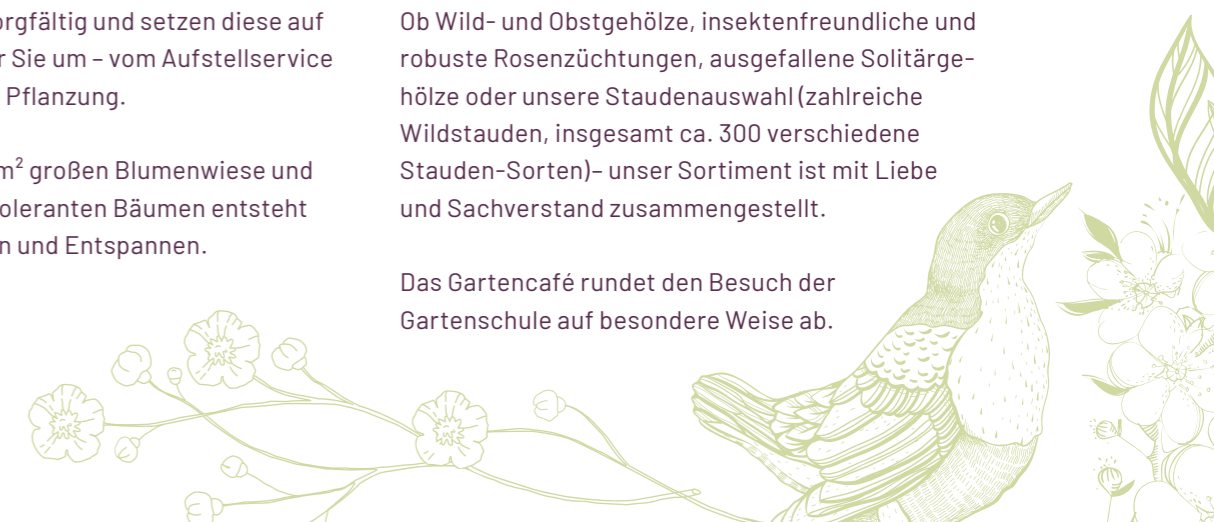 orgfältig und setzen diese auf
r Sie um – vom Aufstellservice
Pflanzung.
m² großen Blumenwiese und
oleranten Bäumen entsteht
n und Entspannen.
Ob Wild- und Obstgehölze, insektenfreundliche und
robuste Rosenzüchtungen, ausgefallene Solitärge-
hölze oder unsere Staudenauswahl (zahlreiche
Wildstauden, insgesamt ca. 300 verschiedene
Stauden-Sorten)– unser Sortiment ist mit Liebe
und Sachverstand zusammengestellt.
Das Gartencafé rundet den Besuch der
Gartenschule auf besondere Weise ab.